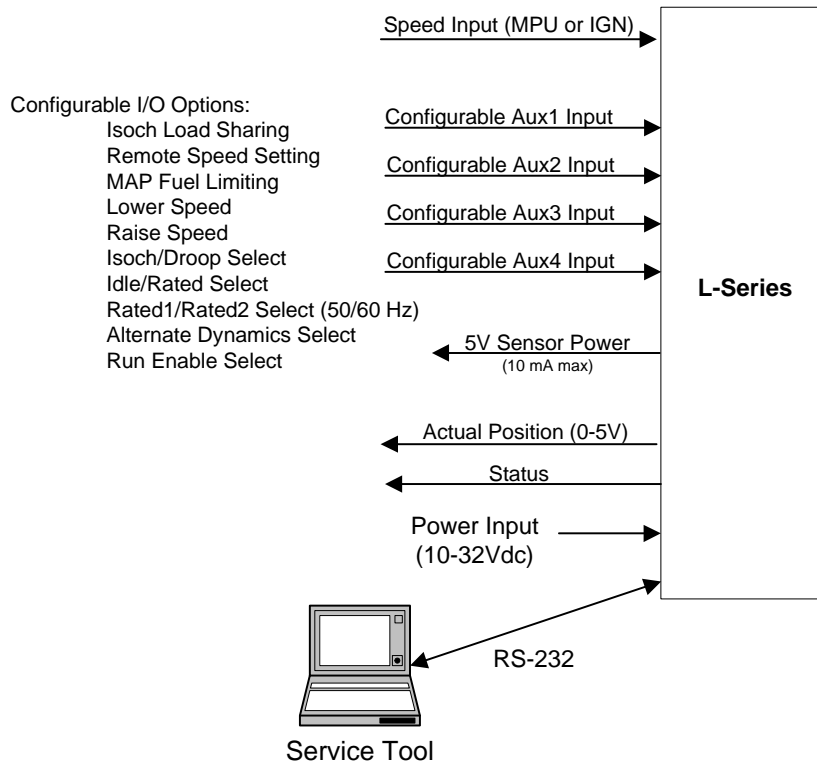 Speed Input (MPU or IGN)
Configurable I/O Options:
Isoch Load Sharing
Remote Speed Setting
MAP Fuel Limiting
Lower Speed
Raise Speed
Isoch/Droop Select
Idle/Rated Select
Rated1/Rated2 Select (50/60 Hz)
Alternate Dynamics Select
Run Enable Select
Configurable Aux1 Input
Configurable Aux2 Input
Configurable Aux3 Input
Configurable Aux4 Input
L-Series
5V Sensor Power
(10 mA max)
Actual Position (0-5V)
Status
Power Input
(10-32Vdc)
RS-232
Service Tool